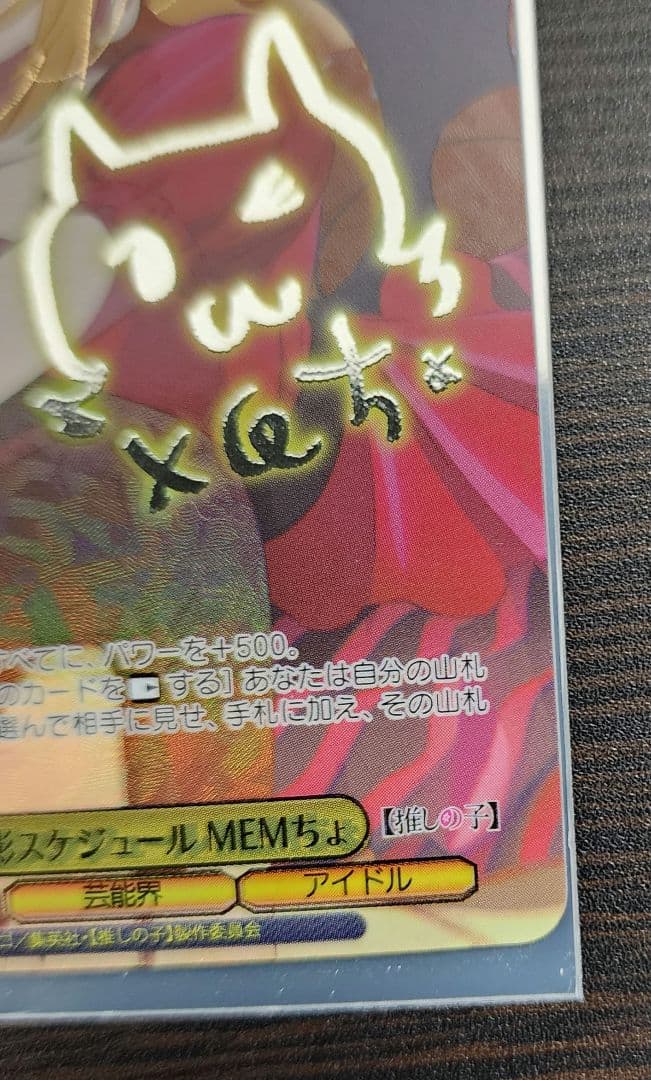 メめちょ
べてに、パワーを＋500。
のカードを する］ あなたは自分の山札
選んで相手に見せ、手札に加え、その山札
スケジュール MEMちょ
【推しの子】
芸能界
アイドル
／集英社・【推しの子】製作委員会